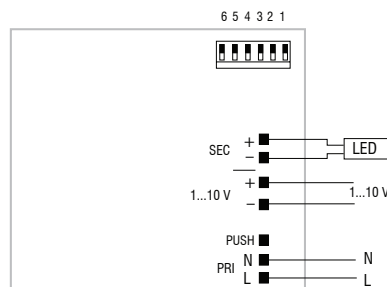 6 5 4 3 2 1
SEC + LED
−
+
1...10 V 1...10 V
−
PUSH
PRI N N
L L